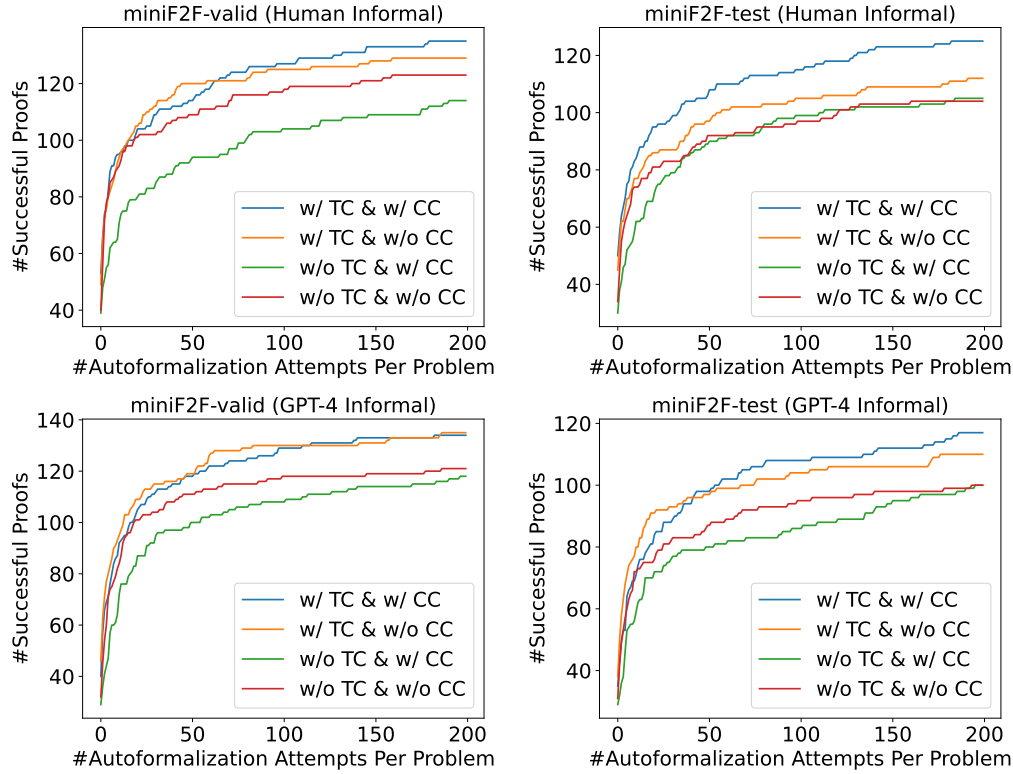 miniF2F-valid (Human Informal)
#Successful Proofs
120
100
80
60
40
w/ TC & w/ CC
w/ TC & w/o CC
w/o TC & w/ CC
w/o TC & w/o CC
0 50 100 150 200
#Autoformalization Attempts Per Problem
miniF2F-test (Human Informal)
#Successful Proofs
120
100
80
60
40
w/ TC & w/ CC
w/ TC & w/o CC
w/o TC & w/ CC
w/o TC & w/o CC
0 50 100 150 200
#Autoformalization Attempts Per Problem
miniF2F-valid (GPT-4 Informal)
#Successful Proofs
140
120
100
80
60
40
w/ TC & w/ CC
w/ TC & w/o CC
w/o TC & w/ CC
w/o TC & w/o CC
0 50 100 150 200
#Autoformalization Attempts Per Problem
miniF2F-test (GPT-4 Informal)
#Successful Proofs
120
100
80
60
40
w/ TC & w/ CC
w/ TC & w/o CC
w/o TC & w/ CC
w/o TC & w/o CC
0 50 100 150 200
#Autoformalization Attempts Per Problem